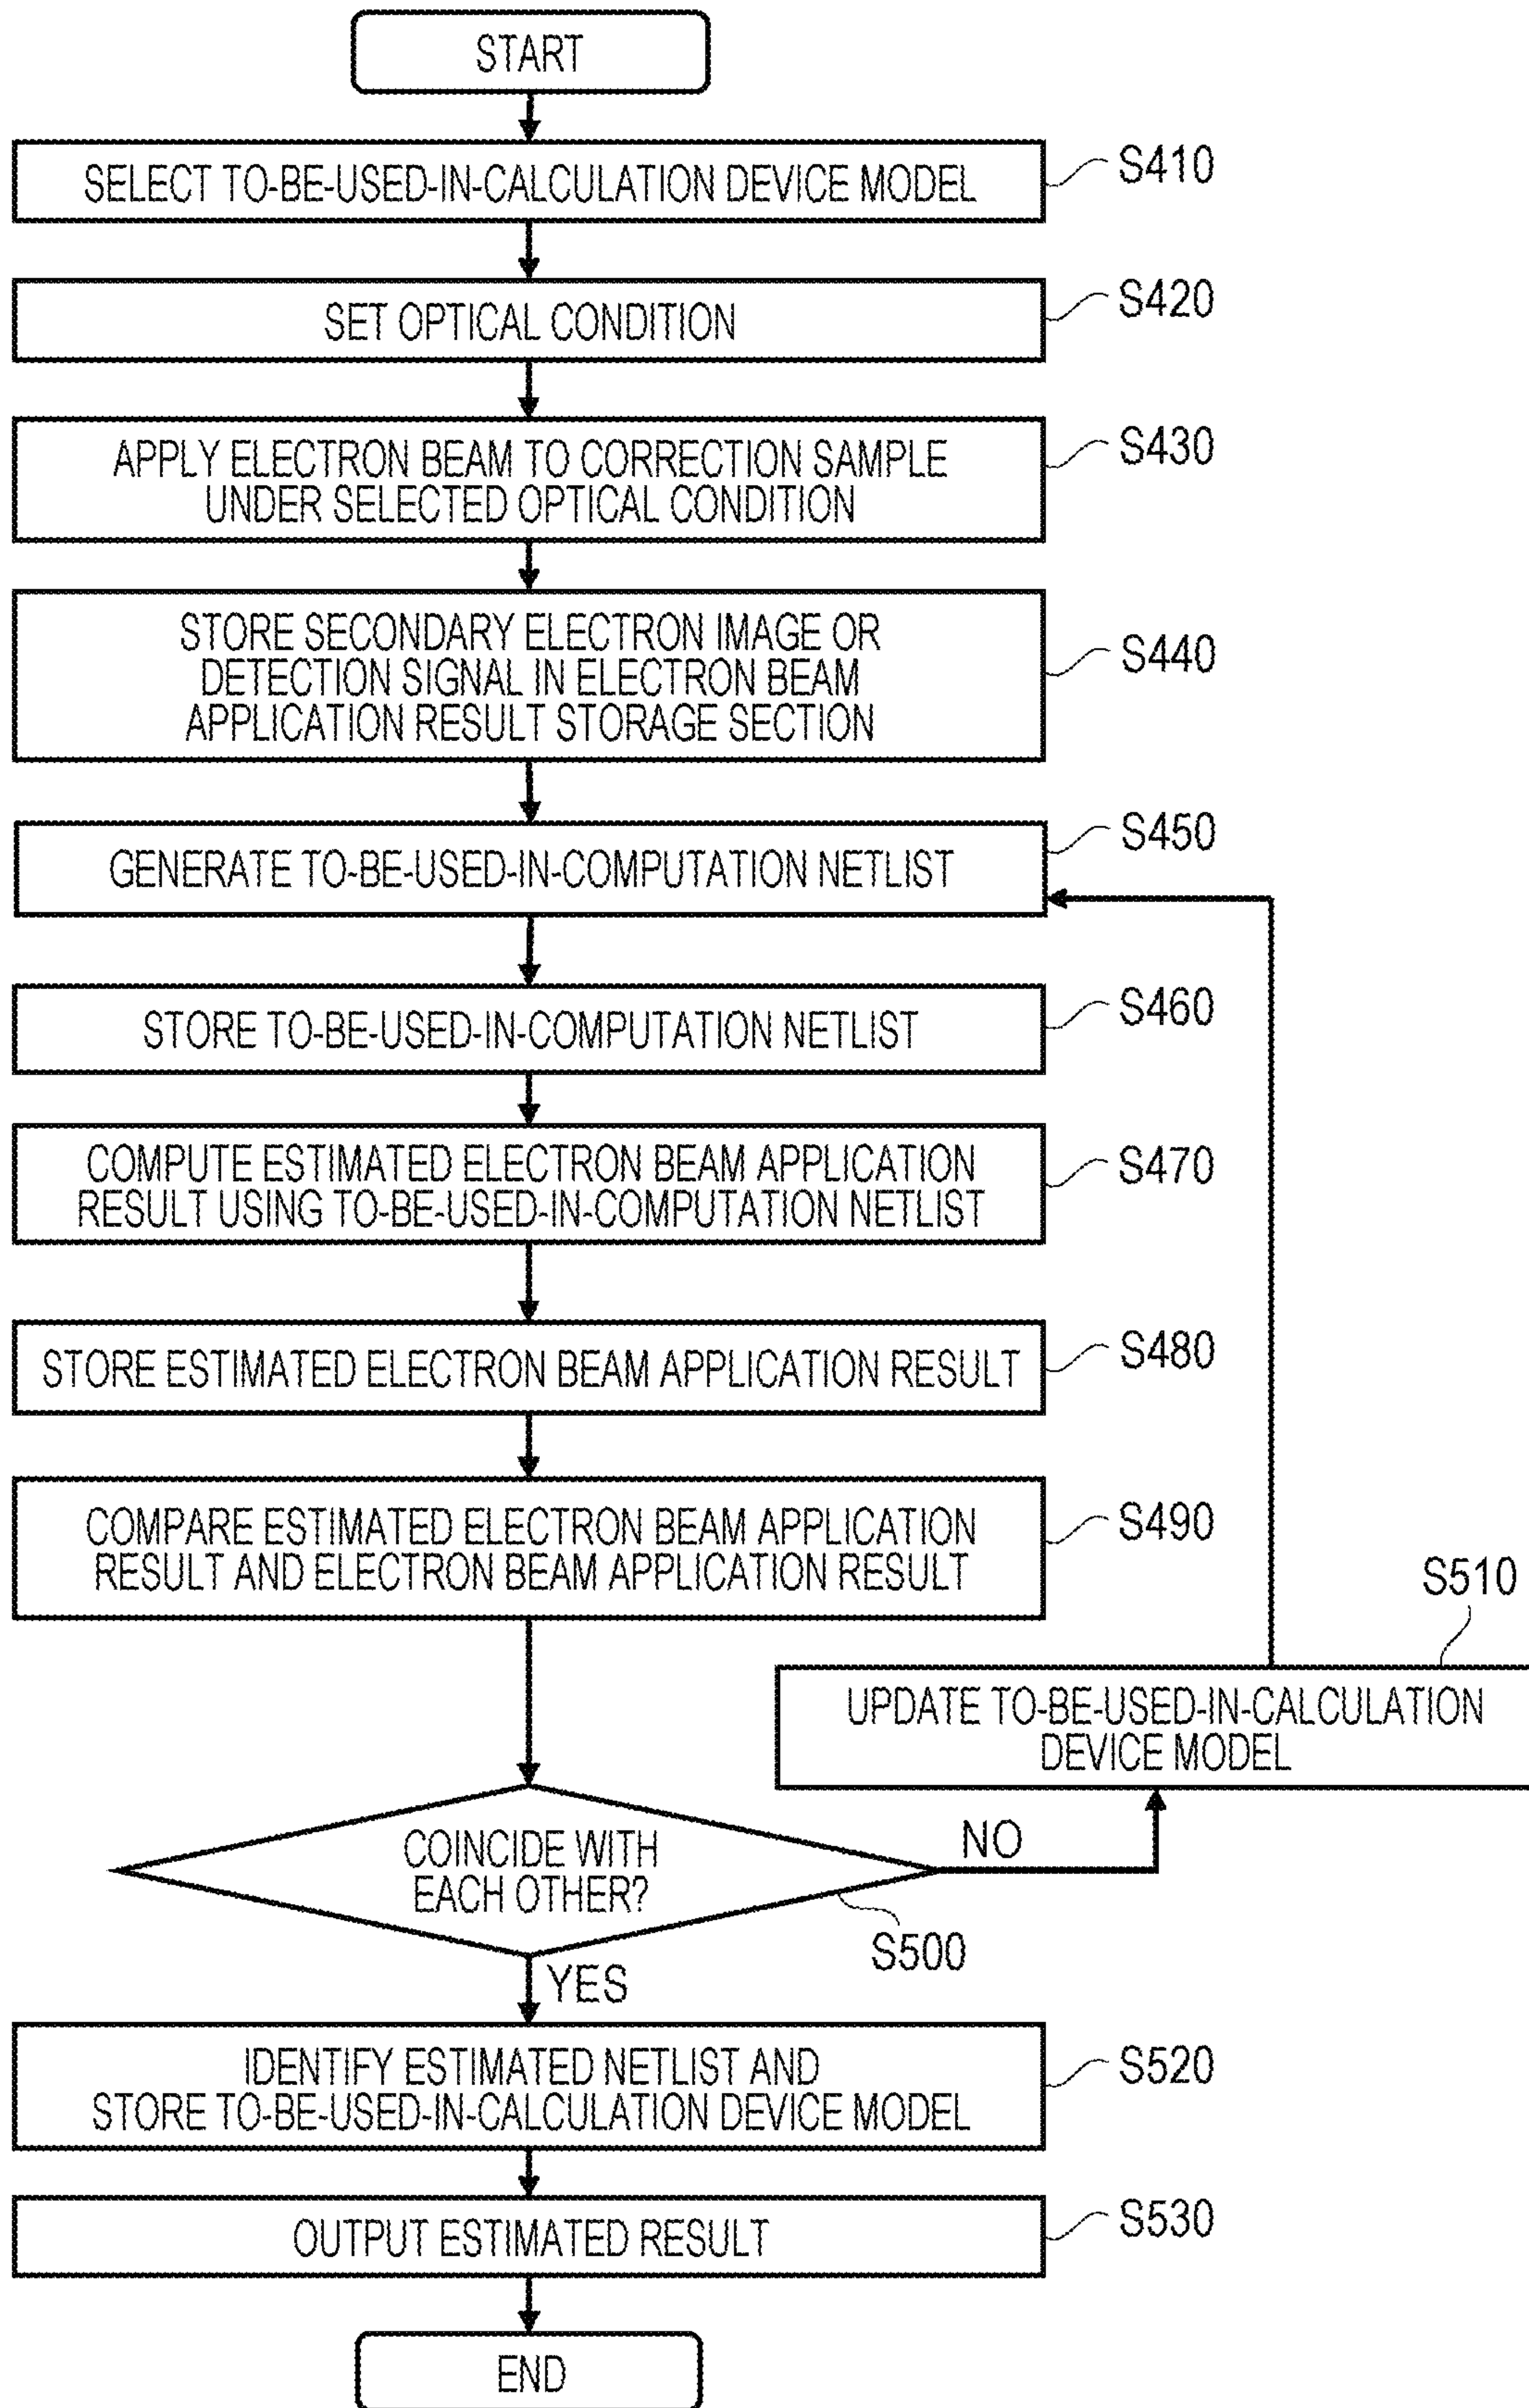 START
SELECT TO-BE-USED-IN-CALCULATION DEVICE MODEL
S410
SET OPTICAL CONDITION
S420
APPLY ELECTRON BEAM TO CORRECTION SAMPLE
UNDER SELECTED OPTICAL CONDITION
S430
STORE SECONDARY ELECTRON IMAGE OR
DETECTION SIGNAL IN ELECTRON BEAM
APPLICATION RESULT STORAGE SECTION
S440
GENERATE TO-BE-USED-IN-COMPUTATION NETLIST
S450
STORE TO-BE-USED-IN-COMPUTATION NETLIST
S460
COMPUTE ESTIMATED ELECTRON BEAM APPLICATION
RESULT USING TO-BE-USED-IN-COMPUTATION NETLIST
S470
STORE ESTIMATED ELECTRON BEAM APPLICATION RESULT
S480
COMPARE ESTIMATED ELECTRON BEAM APPLICATION
RESULT AND ELECTRON BEAM APPLICATION RESULT
S490
COINCIDE WITH
EACH OTHER?
S500
NO
UPDATE TO-BE-USED-IN-CALCULATION
DEVICE MODEL
S510
YES
IDENTIFY ESTIMATED NETLIST AND
STORE TO-BE-USED-IN-CALCULATION DEVICE MODEL
S520
OUTPUT ESTIMATED RESULT
S530
END